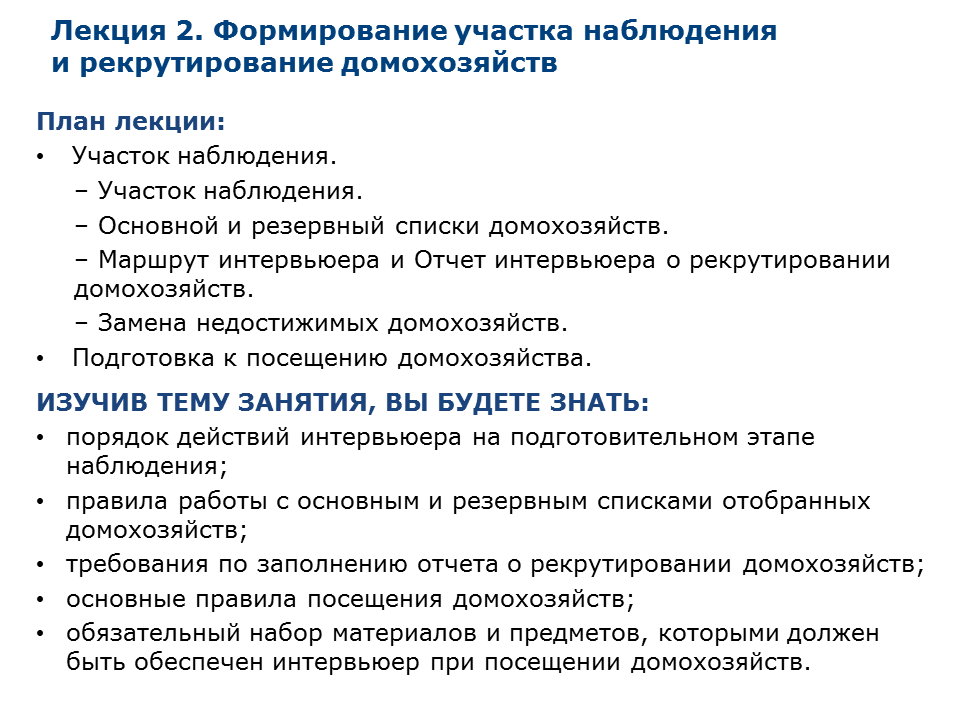 Лекция 2. Формирование участка наблюдения
и рекрутирование домохозяйств
План лекции:
• Участок наблюдения.
– Участок наблюдения.
– Основной и резервный списки домохозяйств.
– Маршрут интервьюера и Отчет интервьюера о рекрутировании
домохозяйств.
– Замена недостижимых домохозяйств.
• Подготовка к посещению домохозяйства.
ИЗУЧИВ ТЕМУ ЗАНЯТИЯ, ВЫ БУДЕТЕ ЗНАТЬ:
• порядок действий интервьюера на подготовительном этапе
наблюдения;
• правила работы с основным и резервным списками отобранных
домохозяйств;
• требования по заполнению отчета о рекрутировании домохозяйств;
• основные правила посещения домохозяйств;
• обязательный набор материалов и предметов, которыми должен
быть обеспечен интервьюер при посещении домохозяйств.